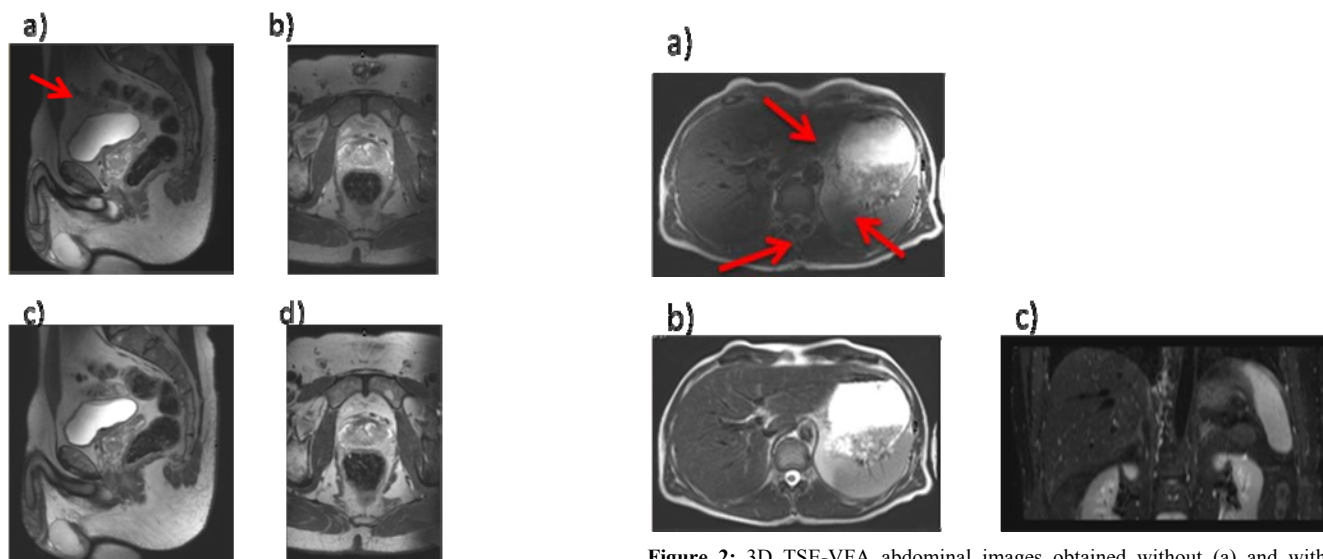 a)
b)
c)
d)
a)
b)
c)
Figure 2: 3D TSE-VFA abdominal images obtained without (a) and with